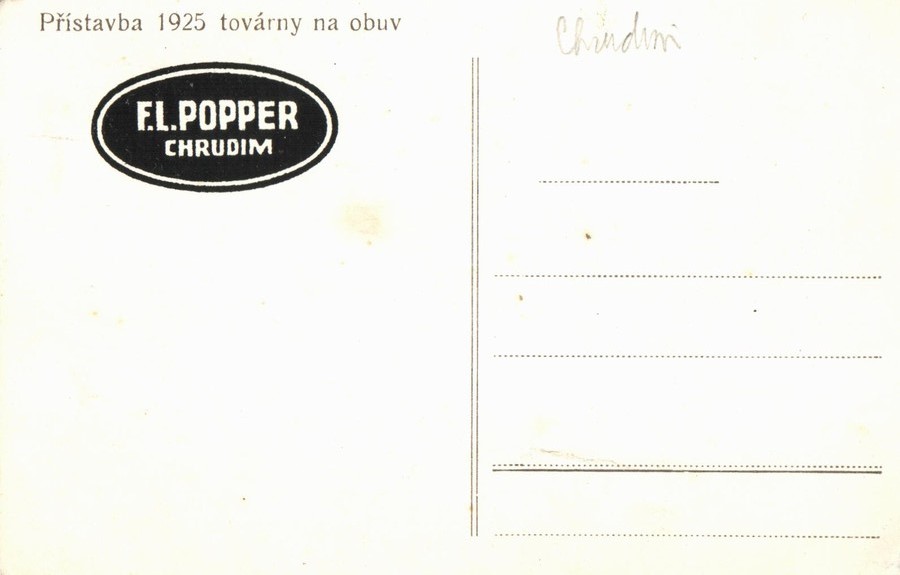 Přístavba 1925 továrny na obuv
Chrudim
F.L.POPPER
CHRUDIM